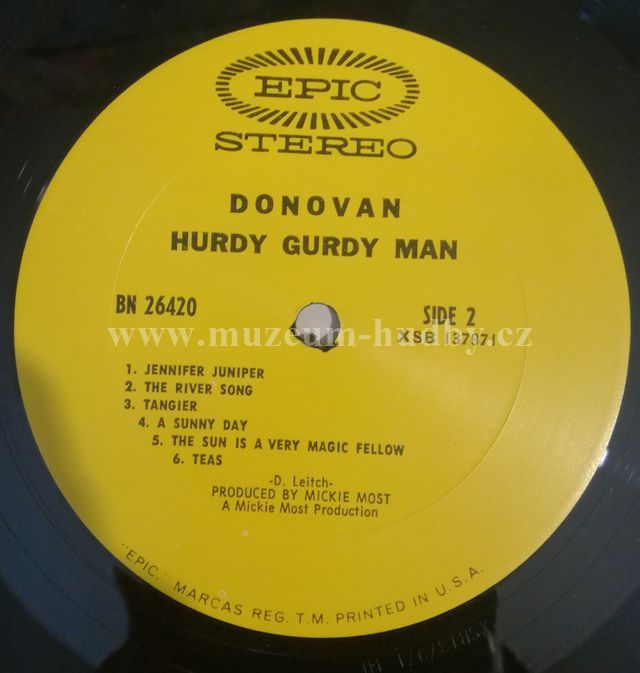 EPIC
STEREO
DONOVAN
HURDY GURDY MAN
BN 26420
SIDE 2
XSB 137971
www.muzeum-hudby.cz
1. JENNIFER JUNIPER
2. THE RIVER SONG
3. TANGIER
4. A SUNNY DAY
5. THE SUN IS A VERY MAGIC FELLOW
6. TEAS
-D. Leitch-
PRODUCED BY MICKIE MOST
A Mickie Most Production
"EPIC," MARCAS REG. T.M. PRINTED IN U.S.A.